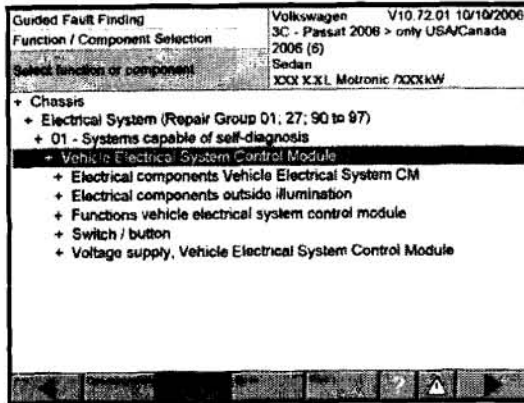 Guided Fault Finding
Function / Component Selection
Select function or component
Volkswagen V10.72.01 10/10/2006
3C - Passat 2006 > only USA/Canada
2006 (6)
Sedan
XXX X.X L Motronic /XXX kW
+ Chassis
+ Electrical System (Repair Group 01; 27; 90 to 97)
+ 01 - Systems capable of self-diagnosis
+ Vehicle Electrical System Control Module
+ Electrical components Vehicle Electrical System CM
+ Electrical components outside illumination
+ Functions vehicle electrical system control module
+ Switch / button
+ Voltage supply, Vehicle Electrical System Control Module
?